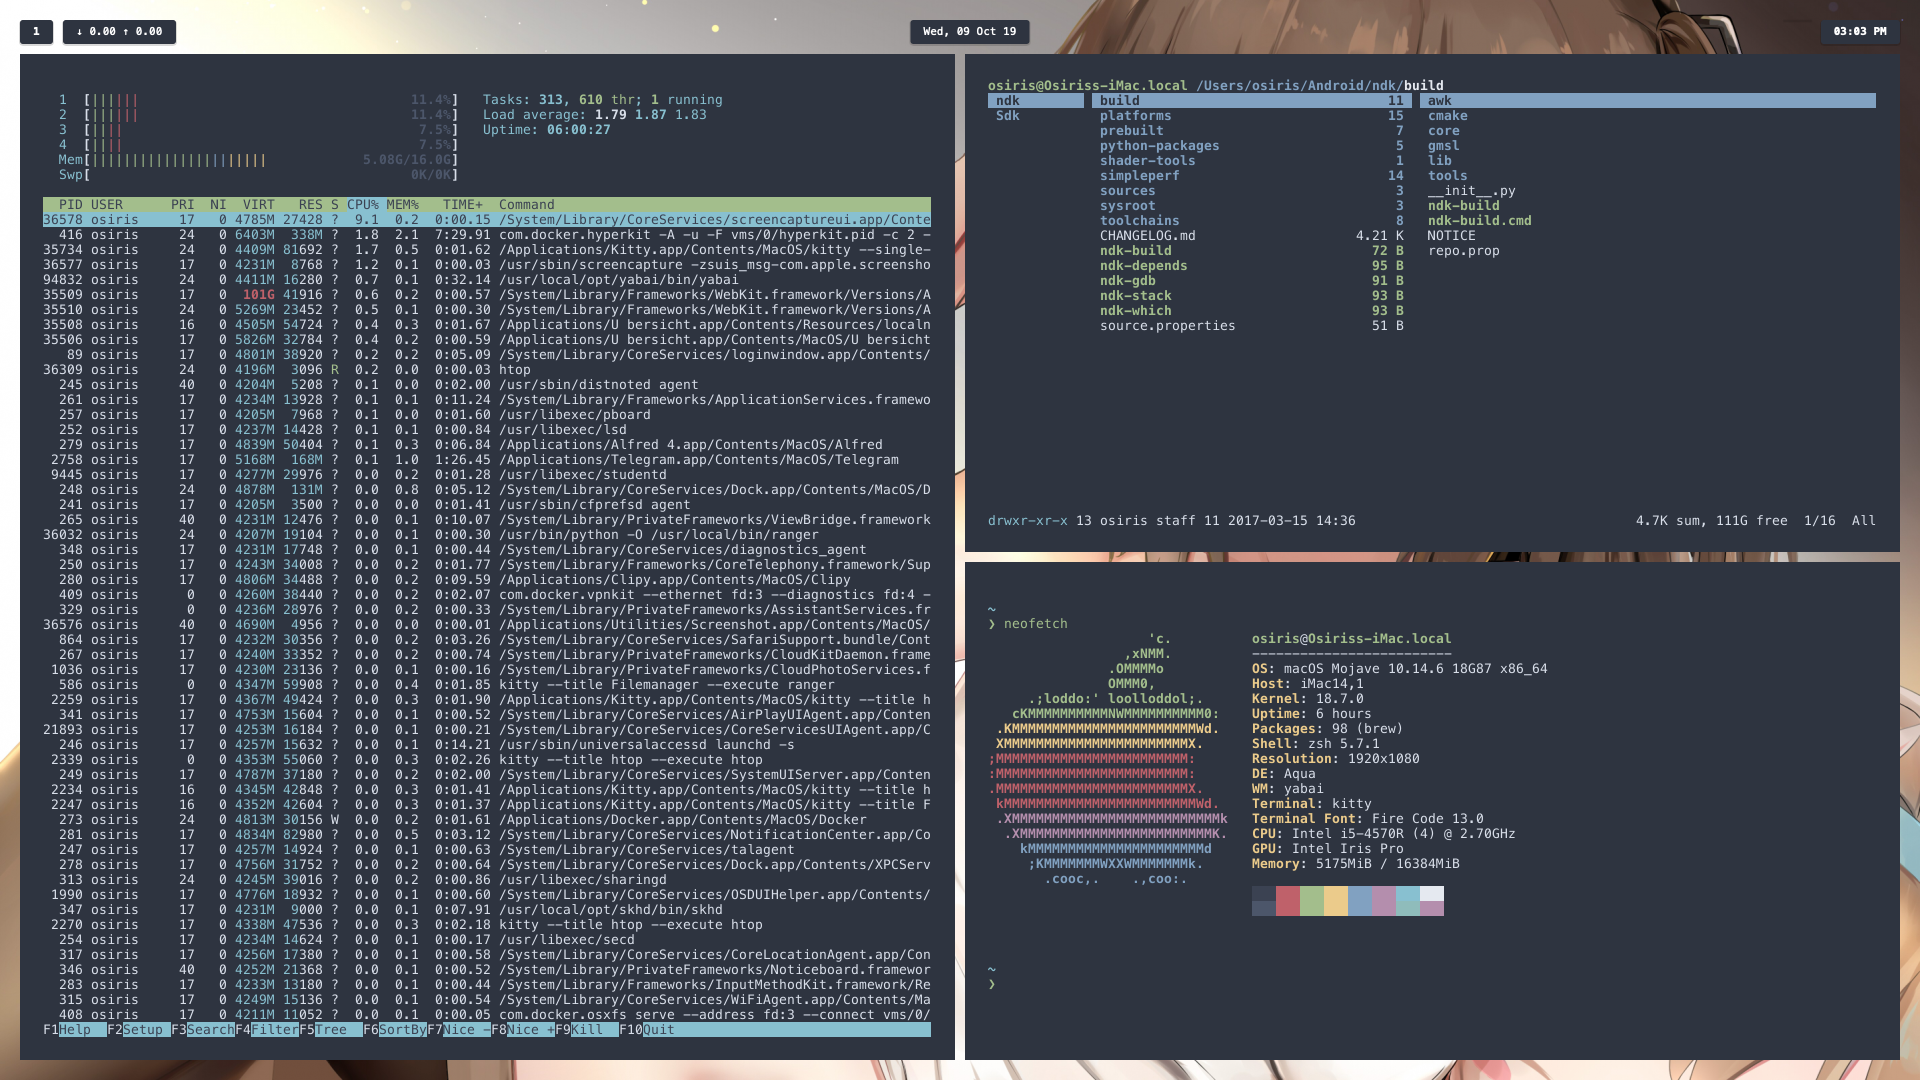 1
↓ 0.00 ↑ 0.00
Wed, 09 Oct 19
03:03 PM
1 [|||||| 11.4%]
2 [|||||| 11.4%]
3 [|||| 7.5%]
4 [|||| 7.5%]
Mem[|||||||||||||||||||||| 5.08G/16.0G]
Swp[ 0K/0K]
Tasks: 313, 610 thr; 1 running
Load average: 1.79 1.87 1.83
Uptime: 06:00:27
PID USER PRI NI VIRT RES S CPU% MEM% TIME+ Command
36578 osiris 17 0 4785M 27428 ? 9.1 0.2 0:00.15 /System/Library/CoreServices/screencaptureui.app/Conte
416 osiris 24 0 6403M 338M ? 1.8 2.1 7:29.91 com.docker.hyperkit -A -u -F vms/0/hyperkit.pid -c 2 -
35734 osiris 24 0 4409M 81692 ? 1.7 0.5 0:01.62 /Applications/Kitty.app/Contents/MacOS/kitty --single-
36577 osiris 17 0 4231M 8768 ? 1.2 0.1 0:00.03 /usr/sbin/screencapture -zsuis_msg-com.apple.screensho
94832 osiris 24 0 4411M 16280 ? 0.7 0.1 0:32.14 /usr/local/opt/yabai/bin/yabai
35509 osiris 17 0 101G 41916 ? 0.6 0.2 0:00.57 /System/Library/Frameworks/WebKit.framework/Versions/A
35510 osiris 17 0 5269M 23452 ? 0.5 0.1 0:00.30 /System/Library/Frameworks/WebKit.framework/Versions/A
35508 osiris 16 0 4505M 54724 ? 0.4 0.3 0:01.67 /Applications/U bersicht.app/Contents/Resources/localn
35506 osiris 17 0 5826M 32784 ? 0.4 0.2 0:00.59 /Applications/U bersicht.app/Contents/MacOS/U bersicht
89 osiris 17 0 4801M 38920 ? 0.2 0.2 0:05.09 /System/Library/CoreServices/loginwindow.app/Contents/
36309 osiris 24 0 4196M 3096 R 0.2 0.0 0:00.03 htop
245 osiris 40 0 4204M 5208 ? 0.1 0.0 0:02.00 /usr/sbin/distnoted agent
261 osiris 17 0 4234M 13928 ? 0.1 0.1 0:11.24 /System/Library/Frameworks/ApplicationServices.framewo
257 osiris 17 0 4205M 7968 ? 0.1 0.0 0:01.60 /usr/libexec/pboard
252 osiris 17 0 4237M 14428 ? 0.1 0.1 0:00.84 /usr/libexec/lsd
279 osiris 17 0 4839M 50404 ? 0.1 0.3 0:06.84 /Applications/Alfred 4.app/Contents/MacOS/Alfred
2758 osiris 17 0 5168M 168M ? 0.1 1.0 1:26.45 /Applications/Telegram.app/Contents/MacOS/Telegram
9445 osiris 17 0 4277M 29976 ? 0.0 0.2 0:01.28 /usr/libexec/studentd
248 osiris 24 0 4878M 131M ? 0.0 0.8 0:05.12 /System/Library/CoreServices/Dock.app/Contents/MacOS/D
241 osiris 17 0 4205M 3500 ? 0.0 0.0 0:01.41 /usr/sbin/cfprefsd agent
265 osiris 40 0 4231M 12476 ? 0.0 0.1 0:10.07 /System/Library/PrivateFrameworks/ViewBridge.framework
36032 osiris 24 0 4207M 19104 ? 0.0 0.1 0:00.30 /usr/bin/python -O /usr/local/bin/ranger
348 osiris 17 0 4231M 17748 ? 0.0 0.1 0:00.44 /System/Library/CoreServices/diagnostics_agent
250 osiris 17 0 4243M 34008 ? 0.0 0.2 0:01.77 /System/Library/Frameworks/CoreTelephony.framework/Sup
280 osiris 17 0 4806M 34488 ? 0.0 0.2 0:09.59 /Applications/Clipy.app/Contents/MacOS/Clipy
409 osiris 0 0 4260M 38440 ? 0.0 0.2 0:02.07 com.docker.vpnkit --ethernet fd:3 --diagnostics fd:4 -
329 osiris 0 0 4236M 28976 ? 0.0 0.2 0:00.33 /System/Library/PrivateFrameworks/AssistantServices.fr
36576 osiris 40 0 4690M 4956 ? 0.0 0.0 0:00.01 /Applications/Utilities/Screenshot.app/Contents/MacOS/
864 osiris 17 0 4232M 30356 ? 0.0 0.2 0:03.26 /System/Library/CoreServices/SafariSupport.bundle/Cont
267 osiris 17 0 4240M 33352 ? 0.0 0.2 0:00.74 /System/Library/PrivateFrameworks/CloudKitDaemon.frame
1036 osiris 17 0 4230M 23136 ? 0.0 0.1 0:00.16 /System/Library/PrivateFrameworks/CloudPhotoServices.f
586 osiris 0 0 4347M 59908 ? 0.0 0.4 0:01.85 kitty --title Filemanager --execute ranger
2259 osiris 17 0 4367M 49424 ? 0.0 0.3 0:01.90 /Applications/Kitty.app/Contents/MacOS/kitty --title h
341 osiris 17 0 4753M 15604 ? 0.0 0.1 0:00.52 /System/Library/CoreServices/AirPlayUIAgent.app/Conten
21893 osiris 17 0 4253M 16184 ? 0.0 0.1 0:00.21 /System/Library/CoreServices/CoreServicesUIAgent.app/C
246 osiris 17 0 4257M 15632 ? 0.0 0.1 0:14.21 /usr/sbin/universalaccessd launchd -s
2339 osiris 0 0 4353M 55060 ? 0.0 0.3 0:02.26 kitty --title htop --execute htop
249 osiris 17 0 4787M 37180 ? 0.0 0.2 0:02.00 /System/Library/CoreServices/SystemUIServer.app/Conten
2234 osiris 16 0 4345M 42848 ? 0.0 0.3 0:01.41 /Applications/Kitty.app/Contents/MacOS/kitty --title h
2247 osiris 16 0 4352M 42604 ? 0.0 0.3 0:01.37 /Applications/Kitty.app/Contents/MacOS/kitty --title F
273 osiris 24 0 4813M 30156 W 0.0 0.2 0:01.61 /Applications/Docker.app/Contents/MacOS/Docker
281 osiris 17 0 4834M 82980 ? 0.0 0.5 0:03.12 /System/Library/CoreServices/NotificationCenter.app/Co
247 osiris 17 0 4257M 14924 ? 0.0 0.1 0:00.63 /System/Library/CoreServices/talagent
278 osiris 17 0 4756M 31752 ? 0.0 0.2 0:00.64 /System/Library/CoreServices/Dock.app/Contents/XPCServ
313 osiris 24 0 4245M 39016 ? 0.0 0.2 0:00.86 /usr/libexec/sharingd
1990 osiris 17 0 4776M 18932 ? 0.0 0.1 0:00.60 /System/Library/CoreServices/OSDUIHelper.app/Contents/
347 osiris 17 0 4231M 9000 ? 0.0 0.1 0:07.91 /usr/local/opt/skhd/bin/skhd
2270 osiris 17 0 4338M 47536 ? 0.0 0.3 0:02.18 kitty --title htop --execute htop
254 osiris 17 0 4234M 14624 ? 0.0 0.1 0:00.17 /usr/libexec/secd
317 osiris 17 0 4256M 17380 ? 0.0 0.1 0:00.58 /System/Library/CoreServices/CoreLocationAgent.app/Con
346 osiris 40 0 4252M 21368 ? 0.0 0.1 0:00.52 /System/Library/PrivateFrameworks/Noticeboard.framewor
283 osiris 17 0 4233M 13180 ? 0.0 0.1 0:00.44 /System/Library/Frameworks/InputMethodKit.framework/Re
315 osiris 17 0 4249M 15136 ? 0.0 0.1 0:00.54 /System/Library/CoreServices/WiFiAgent.app/Contents/Ma
408 osiris 17 0 4211M 11052 ? 0.0 0.1 0:00.05 com.docker.osxfs serve --address fd:3 --connect vms/0/
F1Help F2Setup F3SearchF4FilterF5Tree F6SortByF7Nice -F8Nice +F9Kill F10Quit
osiris@Osiriss-iMac.local /Users/osiris/Android/ndk/build
ndk build 11 awk
Sdk platforms 15 cmake
prebuilt 7 core
python-packages 5 gmsl
shader-tools 1 lib
simpleperf 14 tools
sources 3 __init__.py
sysroot 3 ndk-build
toolchains 8 ndk-build.cmd
CHANGELOG.md 4.21 K NOTICE
ndk-build 72 B repo.prop
ndk-depends 95 B
ndk-gdb 91 B
ndk-stack 93 B
ndk-which 93 B
source.properties 51 B
drwxr-xr-x 13 osiris staff 11 2017-03-15 14:36 4.7K sum, 111G free 1/16 All
~
❯ neofetch
'c.
,xNMM.
.OMMMMo
OMMM0,
.;loddo:' loolloddol;.
cKMMMMMMMMMMNWMMMMMMMMMM0:
.KMMMMMMMMMMMMMMMMMMMMMMMWd.
XMMMMMMMMMMMMMMMMMMMMMMMX.
;MMMMMMMMMMMMMMMMMMMMMMMM:
:MMMMMMMMMMMMMMMMMMMMMMMM:
.MMMMMMMMMMMMMMMMMMMMMMMMX.
kMMMMMMMMMMMMMMMMMMMMMMMMWd.
.XMMMMMMMMMMMMMMMMMMMMMMMMMMk
.XMMMMMMMMMMMMMMMMMMMMMMMMK.
kMMMMMMMMMMMMMMMMMMMMMMd
;KMMMMMMMWXXWMMMMMMMk.
.cooc,. .,coo:.
osiris@Osiriss-iMac.local
-------------------------
OS: macOS Mojave 10.14.6 18G87 x86_64
Host: iMac14,1
Kernel: 18.7.0
Uptime: 6 hours
Packages: 98 (brew)
Shell: zsh 5.7.1
Resolution: 1920x1080
DE: Aqua
WM: yabai
Terminal: kitty
Terminal Font: Fire Code 13.0
CPU: Intel i5-4570R (4) @ 2.70GHz
GPU: Intel Iris Pro
Memory: 5175MiB / 16384MiB
~
❯